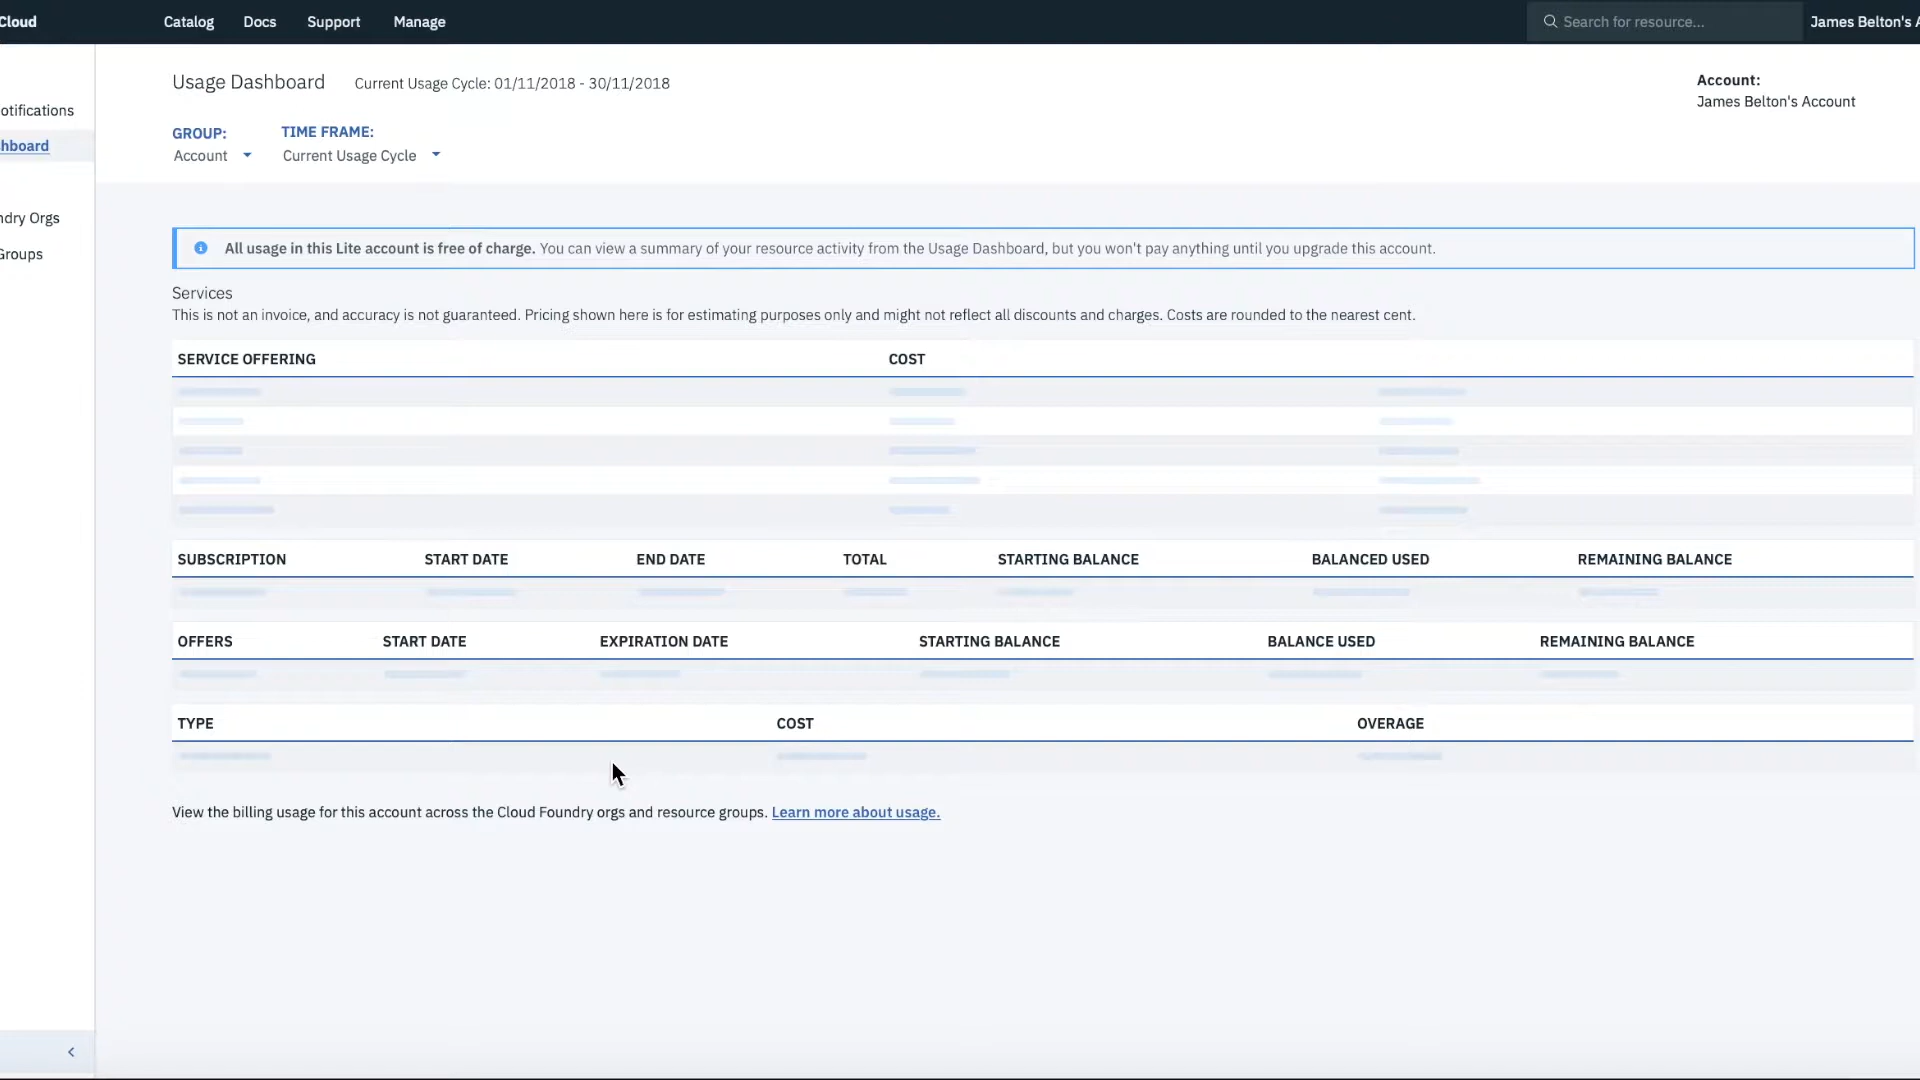 Cloud Catalog Docs Support Manage Search for resource... James Belton's A
Usage Dashboard Current Usage Cycle: 01/11/2018 - 30/11/2018
Account:
James Belton's Account
otifications
hboard
ndry Orgs
Groups
GROUP: TIME FRAME:
Account Current Usage Cycle
All usage in this Lite account is free of charge. You can view a summary of your resource activity from the Usage Dashboard, but you won't pay anything until you upgrade this account.
Services
This is not an invoice, and accuracy is not guaranteed. Pricing shown here is for estimating purposes only and might not reflect all discounts and charges. Costs are rounded to the nearest cent.
SERVICE OFFERING COST
SUBSCRIPTION START DATE END DATE TOTAL STARTING BALANCE BALANCED USED REMAINING BALANCE
OFFERS START DATE EXPIRATION DATE STARTING BALANCE BALANCE USED REMAINING BALANCE
TYPE COST OVERAGE
View the billing usage for this account across the Cloud Foundry orgs and resource groups. Learn more about usage.